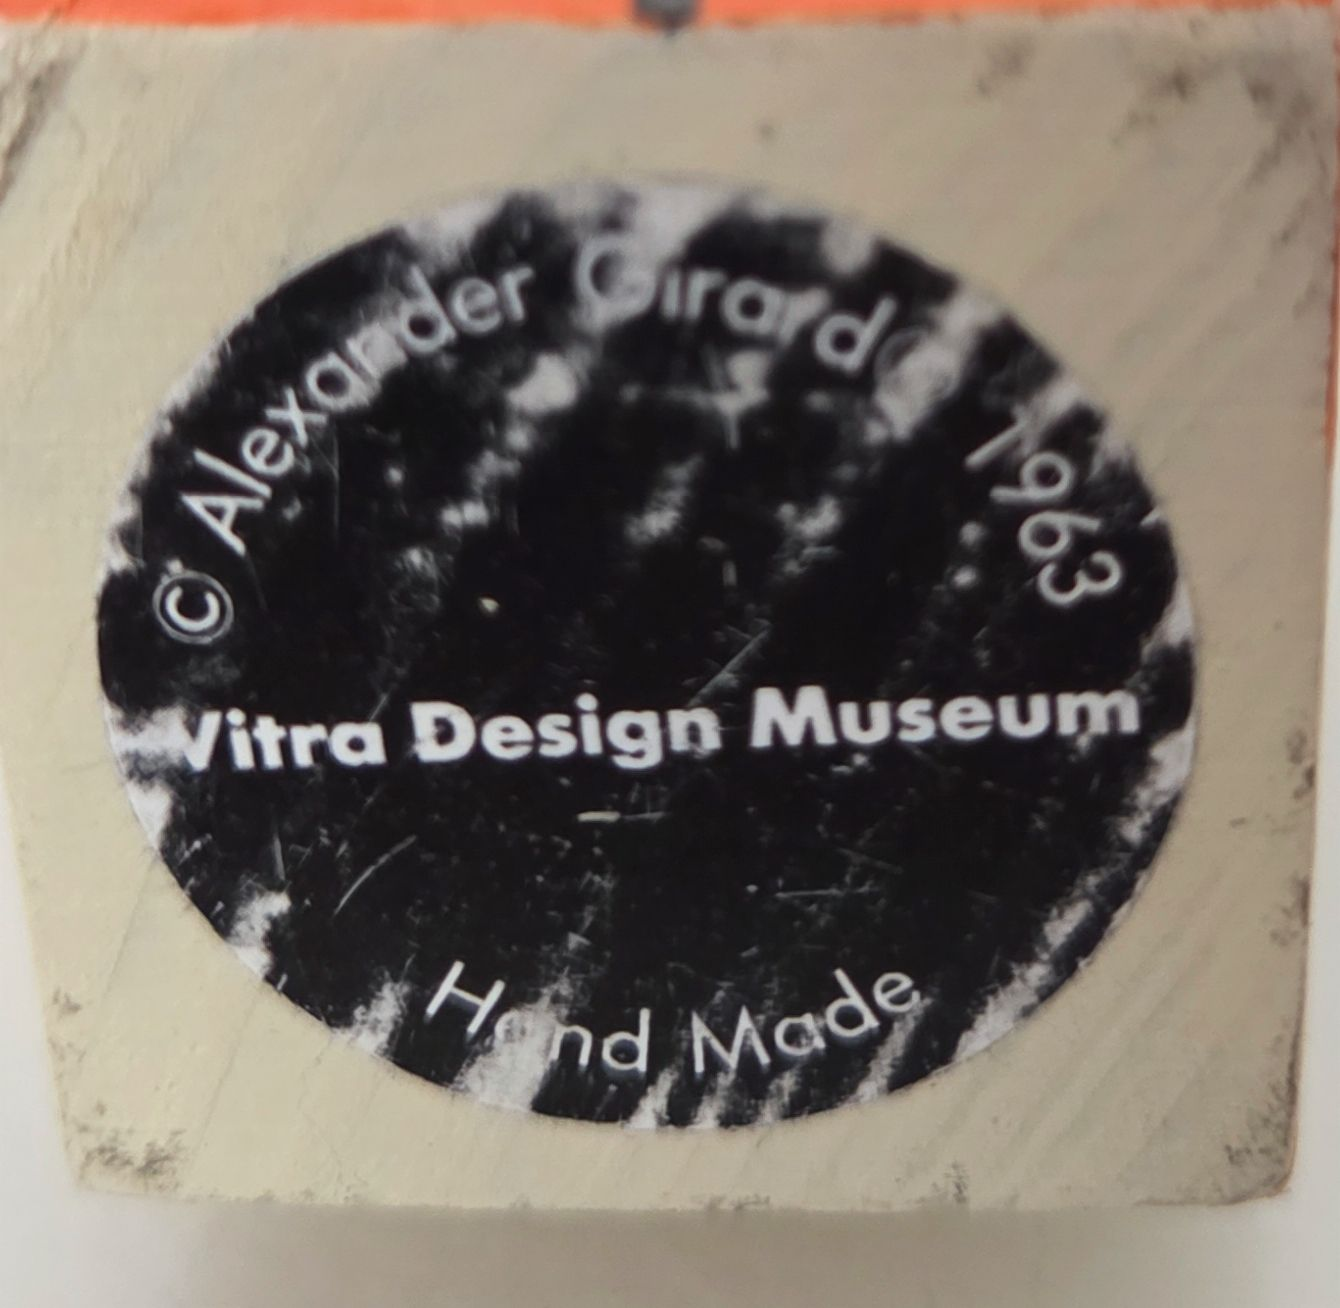 © Alexander Girard 1963
Vitra Design Museum
Hand Made